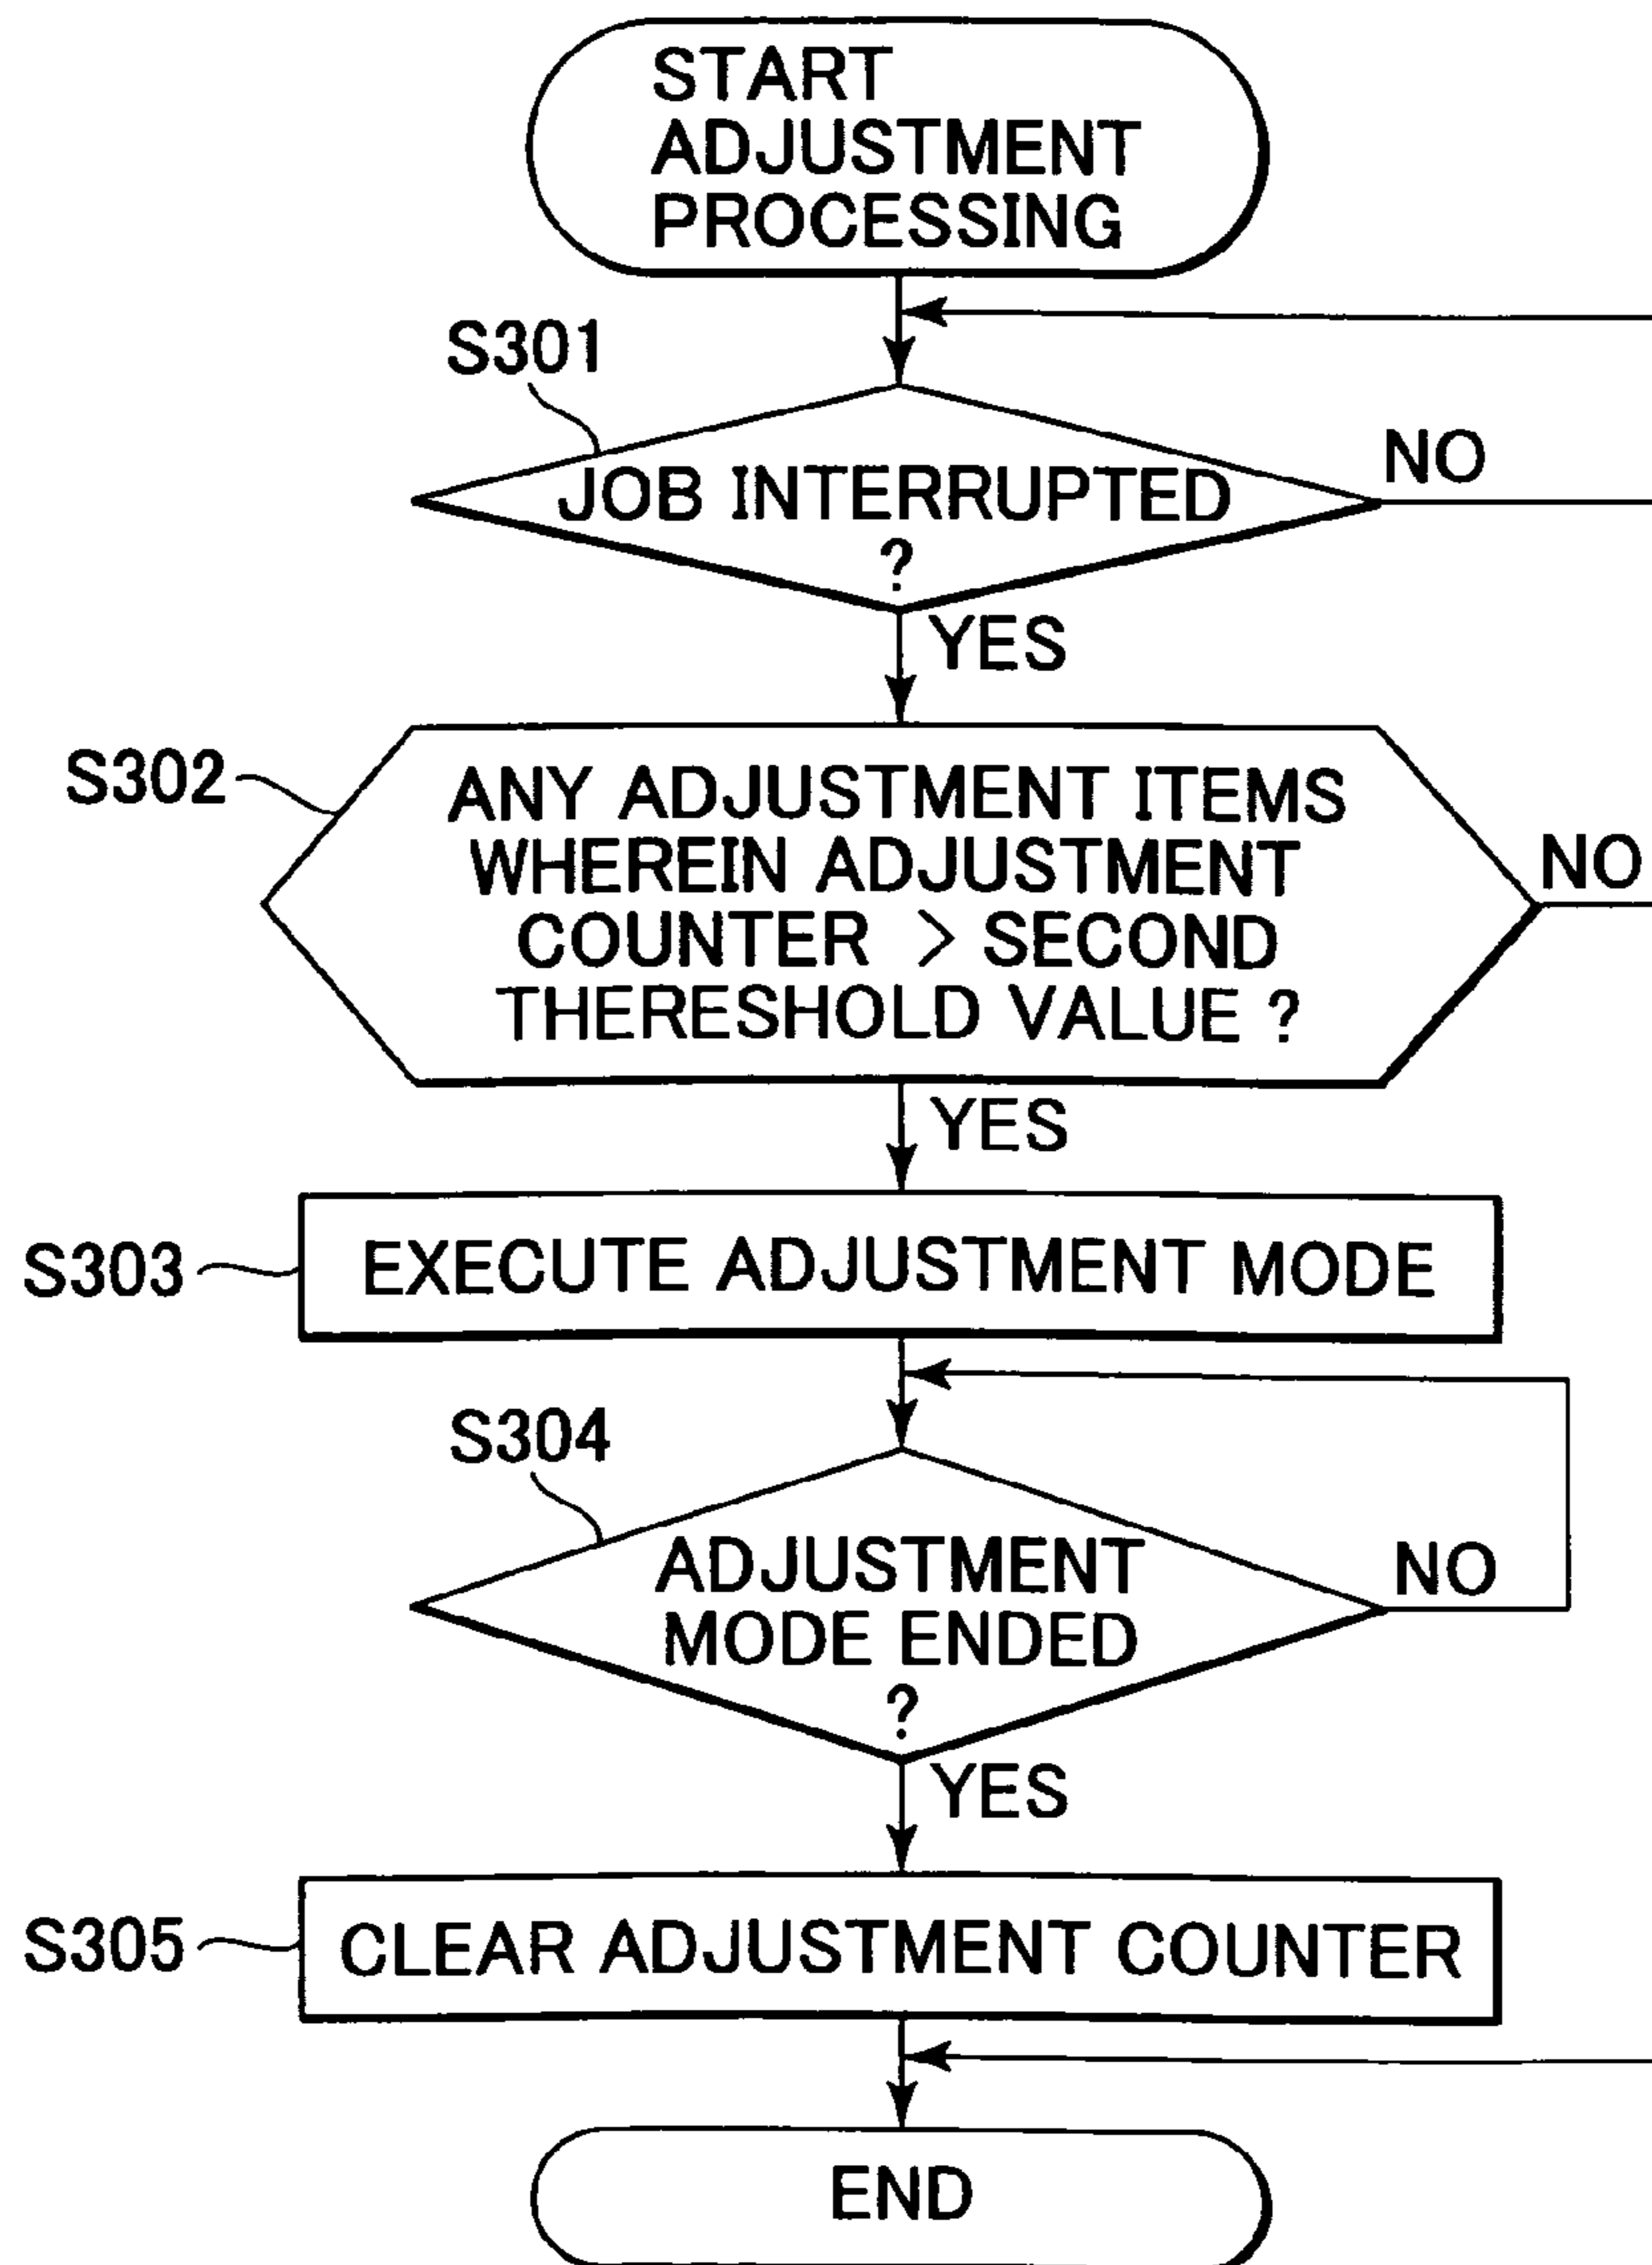 START
ADJUSTMENT
PROCESSING
S301
JOB INTERRUPTED
?
NO
YES
S302
ANY ADJUSTMENT ITEMS
WHEREIN ADJUSTMENT
COUNTER > SECOND
THERESHOLD VALUE ?
NO
YES
S303
EXECUTE ADJUSTMENT MODE
S304
ADJUSTMENT
MODE ENDED
?
NO
YES
S305
CLEAR ADJUSTMENT COUNTER
END